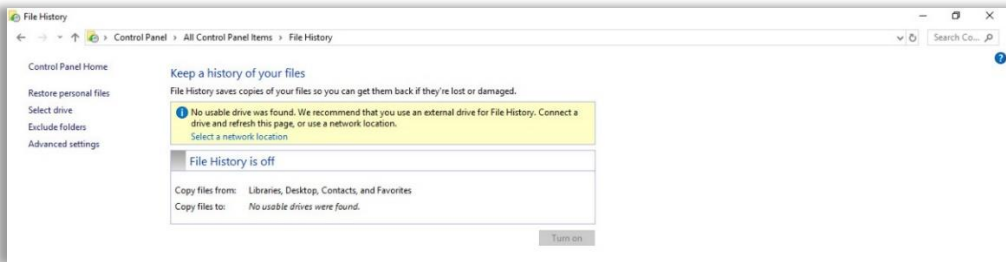 File History
Control Panel > All Control Panel Items > File History
Search Co...
Control Panel Home
Restore personal files
Select drive
Exclude folders
Advanced settings
Keep a history of your files
File History saves copies of your files so you can get them back if they're lost or damaged.
No usable drive was found. We recommend that you use an external drive for File History. Connect a
drive and refresh this page, or use a network location.
Select a network location
File History is off
Copy files from: Libraries, Desktop, Contacts, and Favorites
Copy files to: No usable drives were found.
Turn on